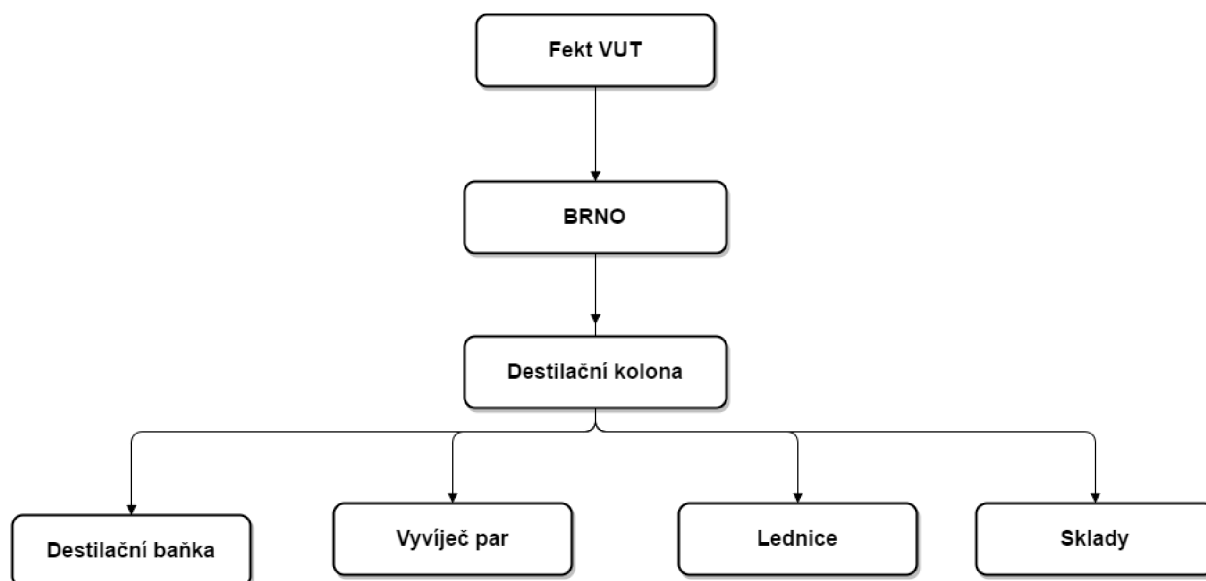 Fekt VUT
BRNO
Destilační kolona
Destilační baňka
Vyvíječ par
Lednice
Sklady